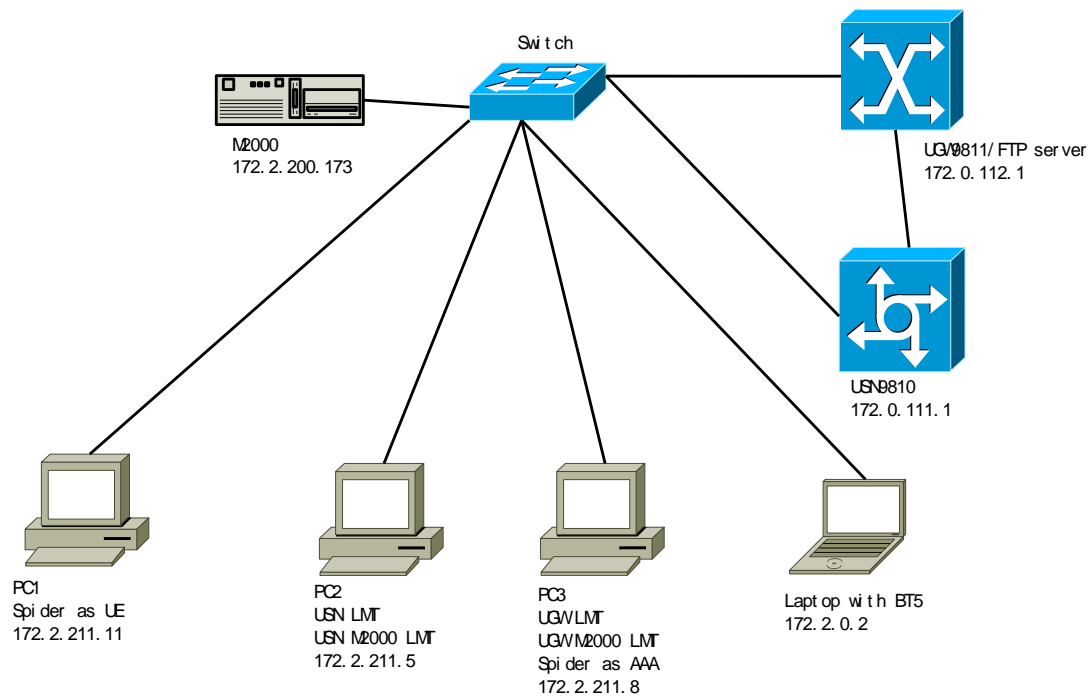 Switch
M2000
172.2.200.173
UGW9811/FTP server
172.0.112.1
USN9810
172.0.111.1
PC1
Spider as UE
172.2.211.11
PC2
USN LMT
USN M2000 LMT
172.2.211.5
PC3
UGW LMT
UGW M2000 LMT
Spider as AAA
172.2.211.8
Laptop with BT5
172.2.0.2